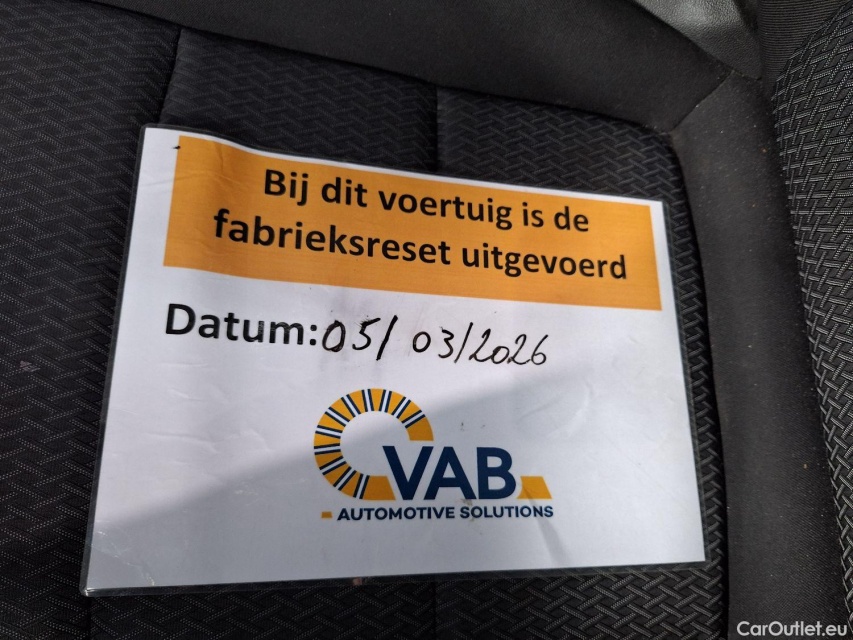 Bij dit voertuig is de
fabrieksreset uitgevoerd
Datum: 05/03/2026
VAB
AUTOMOTIVE SOLUTIONS
CarOutlet.eu